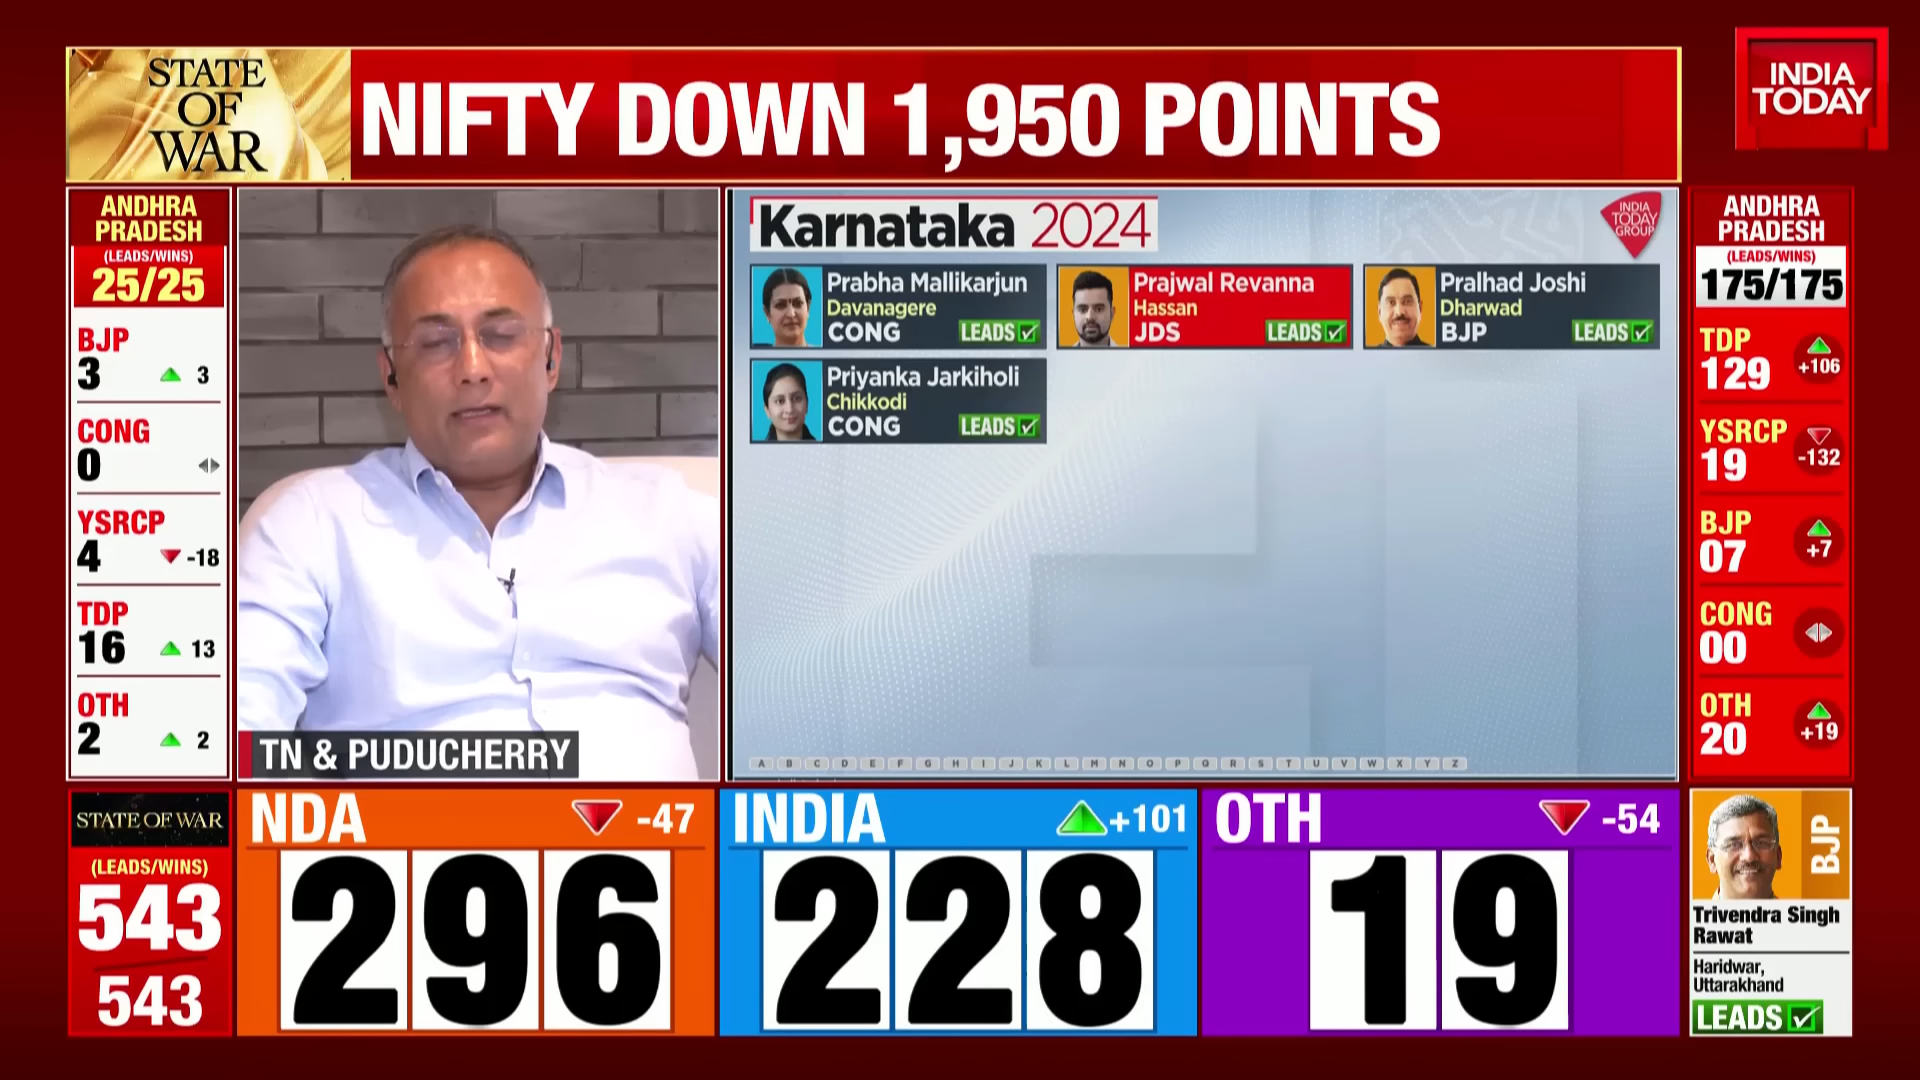 STATE
OF
WAR
NIFTY DOWN 1,950 POINTS
INDIA
TODAY
ANDHRA
PRADESH
(LEADS/WINS)
25/25
BJP
3 3
CONG
0
YSRCP
4 -18
TDP
16 13
OTH
2 2
TN & PUDUCHERRY
Karnataka 2024
INDIA
TODAY
GROUP
Prabha Mallikarjun
Davanagere
CONG LEADS
Prajwal Revanna
Hassan
JDS LEADS
Pralhad Joshi
Dharwad
BJP LEADS
Priyanka Jarkiholi
Chikkodi
CONG LEADS
A B C D E F G H I J K L M N O P Q R S T U V W X Y Z
ANDHRA
PRADESH
(LEADS/WINS)
175/175
TDP
129 +106
YSRCP
19 -132
BJP
07 +7
CONG
00
OTH
20 +19
STATE OF WAR
(LEADS/WINS)
543
543
NDA -47
296
INDIA +101
228
OTH -54
19
BJP
Trivendra Singh
Rawat
Haridwar,
Uttarakhand
LEADS